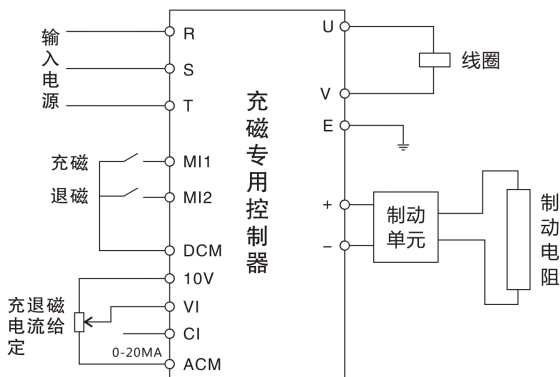 输入电源
R
S
T
充磁
MI1
退磁
MI2
DCM
10V
充退磁
电流给
定
VI
CI
0-20MA
ACM
充磁专用控制器
U
V
E
+
-
线圈
制动
单元
制动电阻